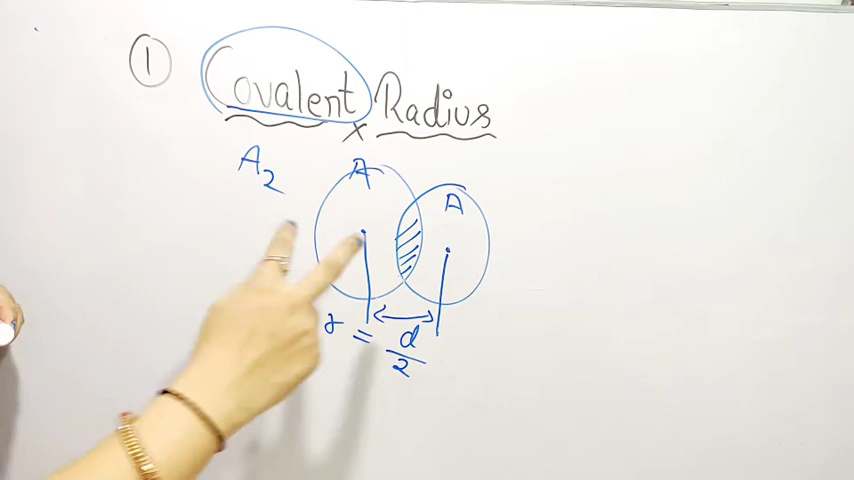 ① Covalent Radius
A₂ A A
r = d/2